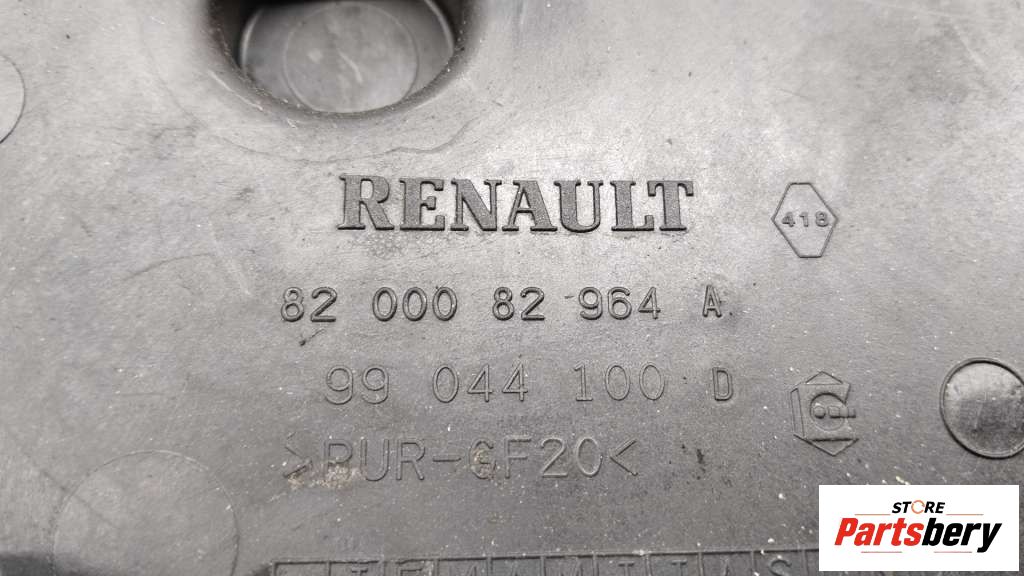 RENAULT
418
82 000 82 964 A
99 044 100 D
>PUR-GF20<
STORE
Partsbery